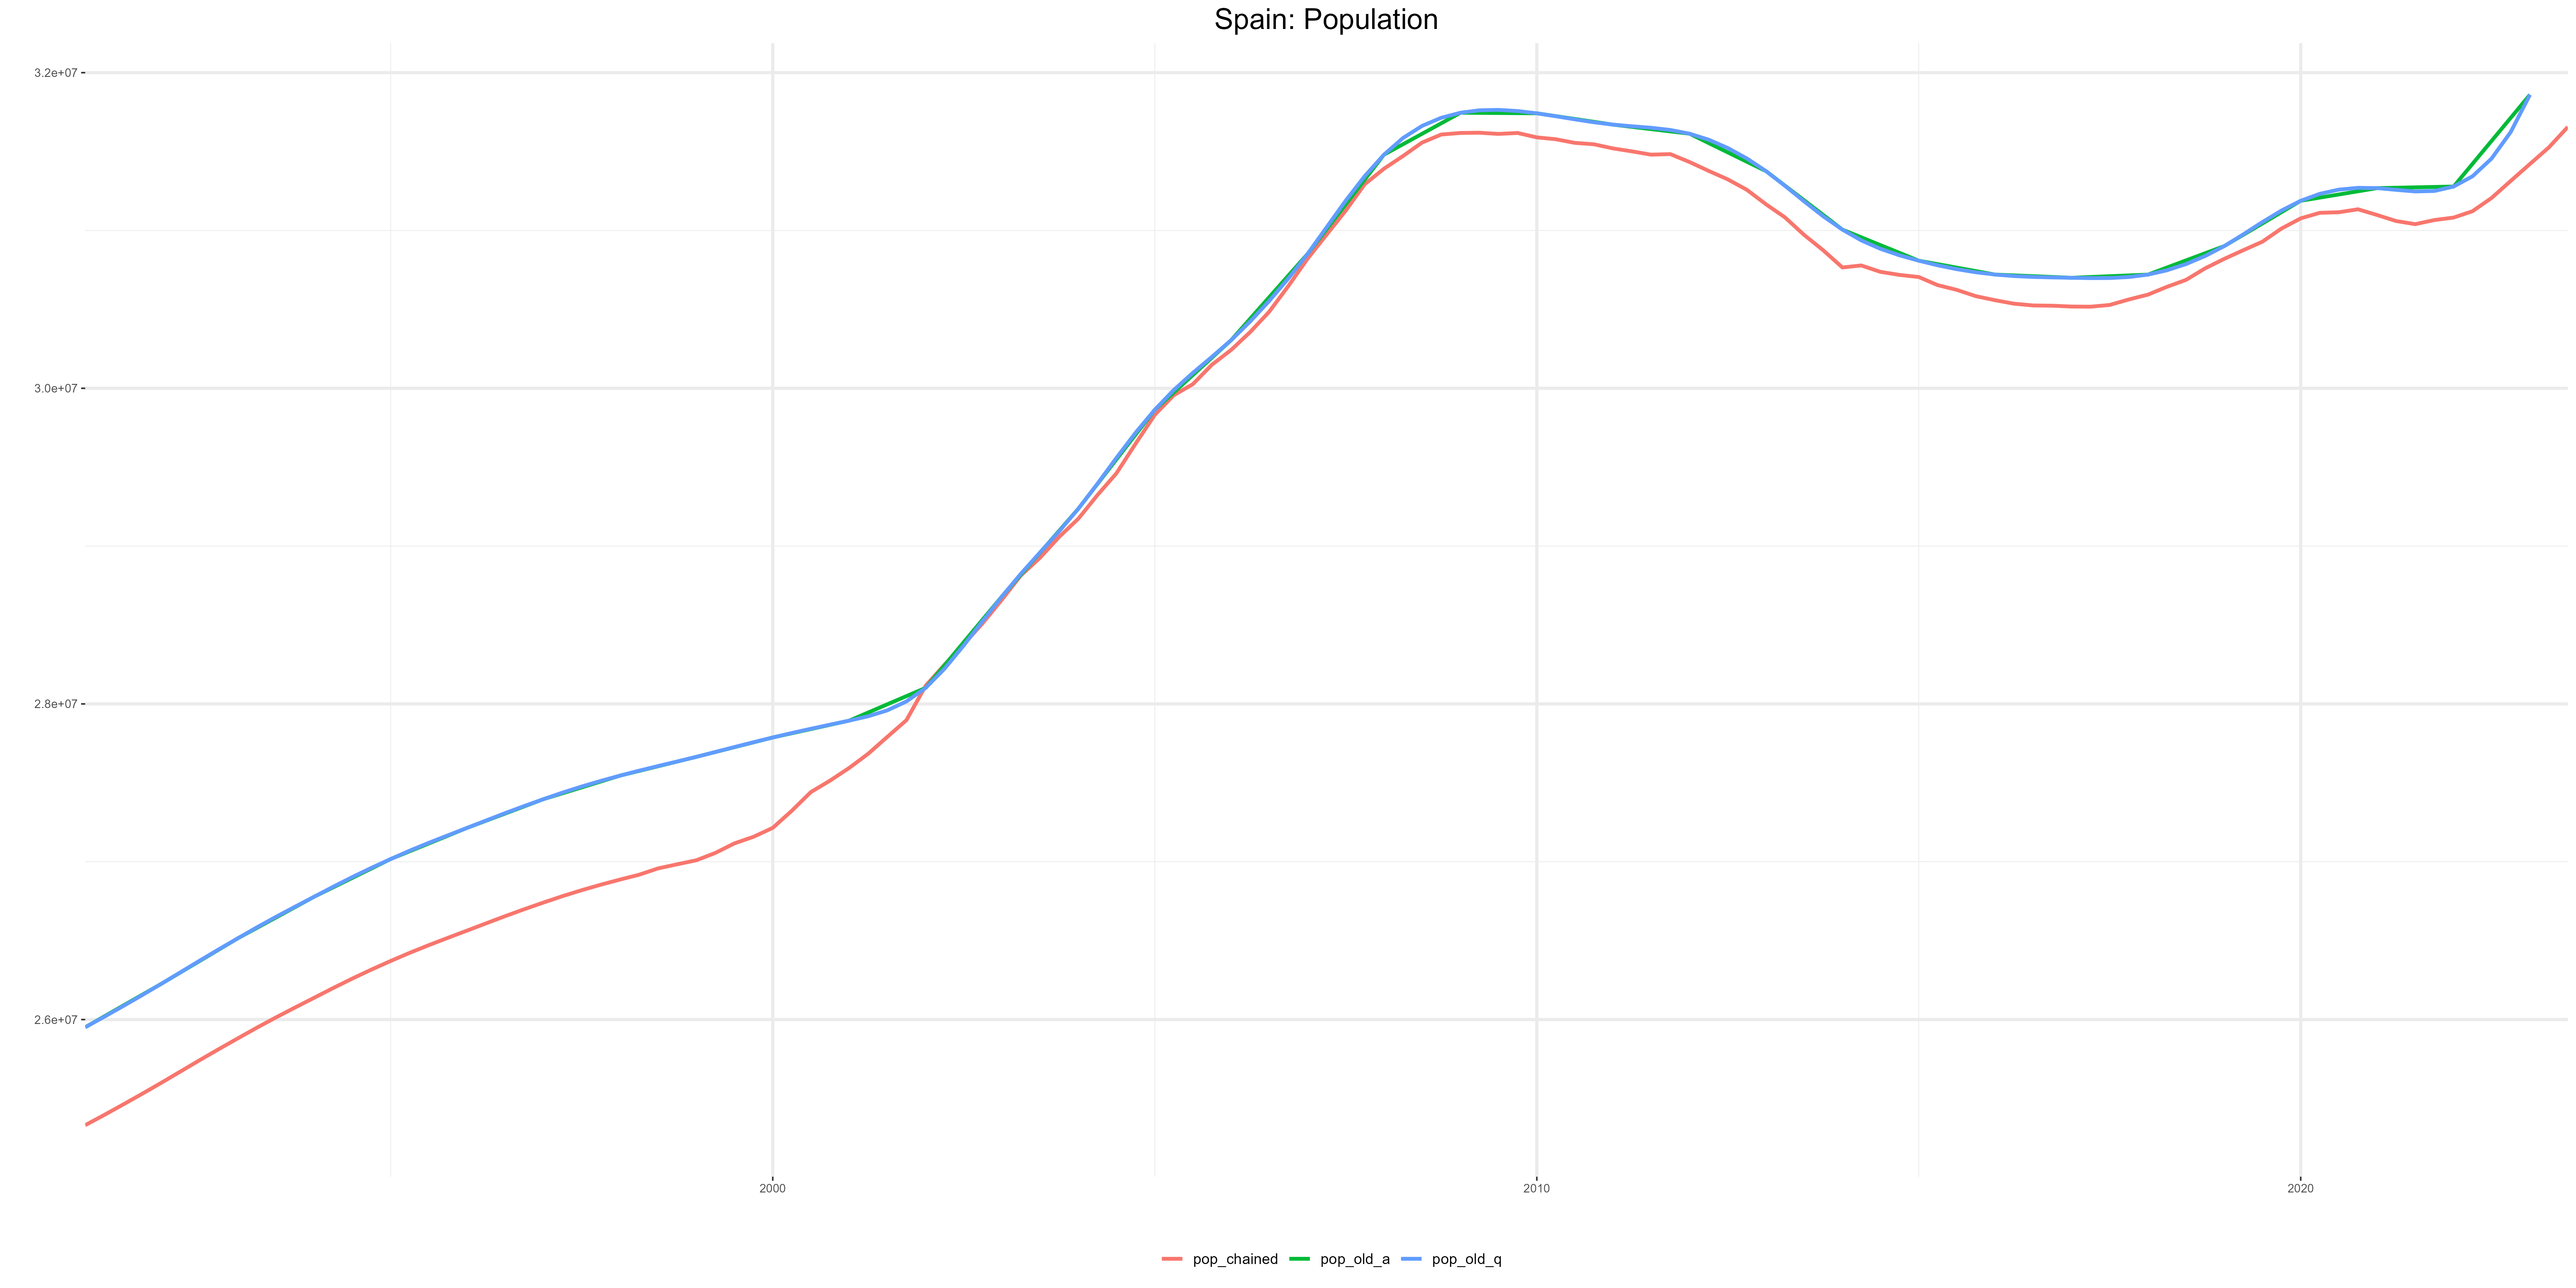 Spain: Population
3.2e+07
3.0e+07
2.8e+07
2.6e+07
2000 2010 2020
pop_chained pop_old_a pop_old_q